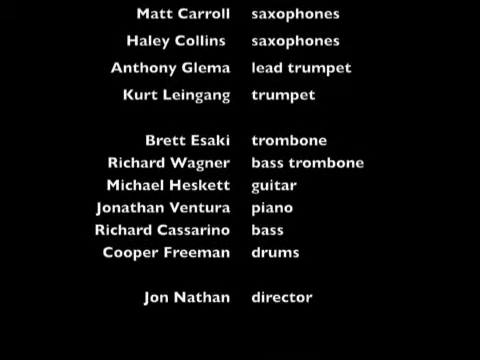 Matt Carroll saxophones
Haley Collins saxophones
Anthony Glema lead trumpet
Kurt Leingang trumpet
Brett Esaki trombone
Richard Wagner bass trombone
Michael Heskett guitar
Jonathan Ventura piano
Richard Cassarino bass
Cooper Freeman drums
Jon Nathan director